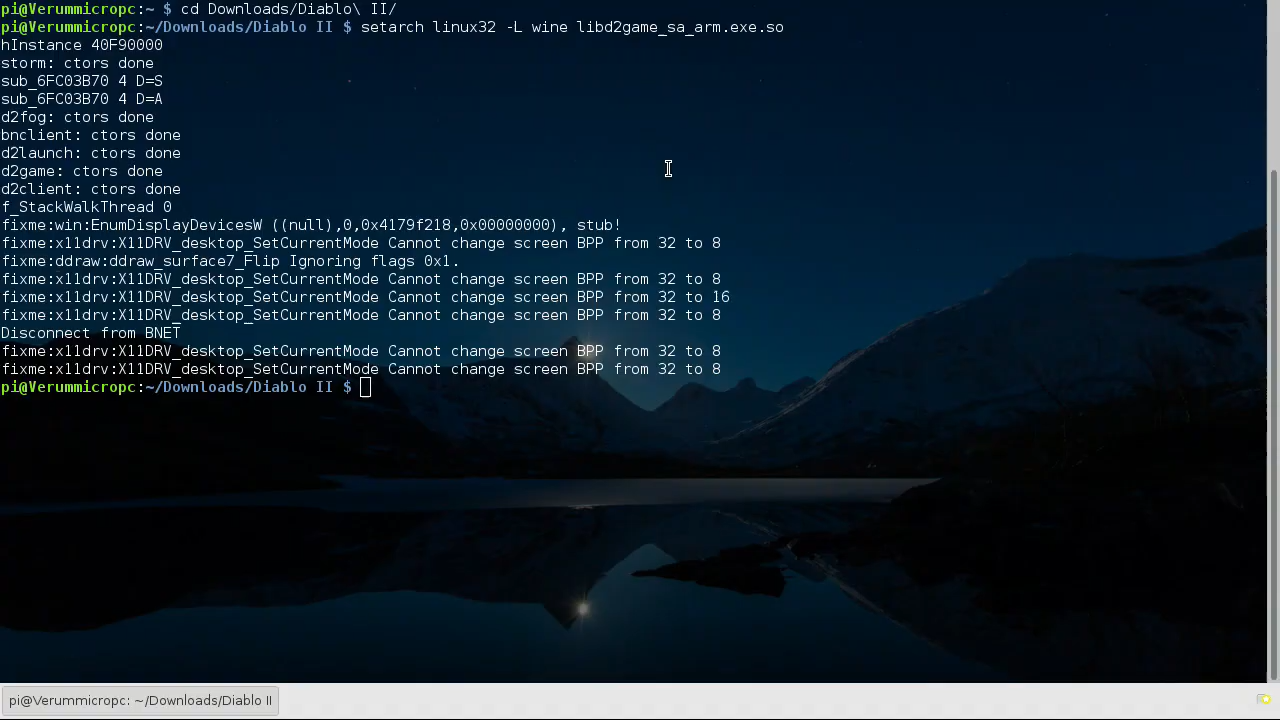 pi@Verummicropc:~ $ cd Downloads/Diablo\ II/
pi@Verummicropc:~/Downloads/Diablo II $ setarch linux32 -L wine libd2game_sa_arm.exe.so
hInstance 40F90000
storm: ctors done
sub_6FC03B70 4 D=S
sub_6FC03B70 4 D=A
d2fog: ctors done
bnclient: ctors done
d2launch: ctors done
d2game: ctors done
d2client: ctors done
f_StackWalkThread 0
fixme:win:EnumDisplayDevicesW ((null),0,0x4179f218,0x00000000), stub!
fixme:x11drv:X11DRV_desktop_SetCurrentMode Cannot change screen BPP from 32 to 8
fixme:ddraw:ddraw_surface7_Flip Ignoring flags 0x1.
fixme:x11drv:X11DRV_desktop_SetCurrentMode Cannot change screen BPP from 32 to 8
fixme:x11drv:X11DRV_desktop_SetCurrentMode Cannot change screen BPP from 32 to 16
fixme:x11drv:X11DRV_desktop_SetCurrentMode Cannot change screen BPP from 32 to 8
Disconnect from BNET
fixme:x11drv:X11DRV_desktop_SetCurrentMode Cannot change screen BPP from 32 to 8
fixme:x11drv:X11DRV_desktop_SetCurrentMode Cannot change screen BPP from 32 to 8
pi@Verummicropc:~/Downloads/Diablo II $
pi@Verummicropc: ~/Downloads/Diablo II